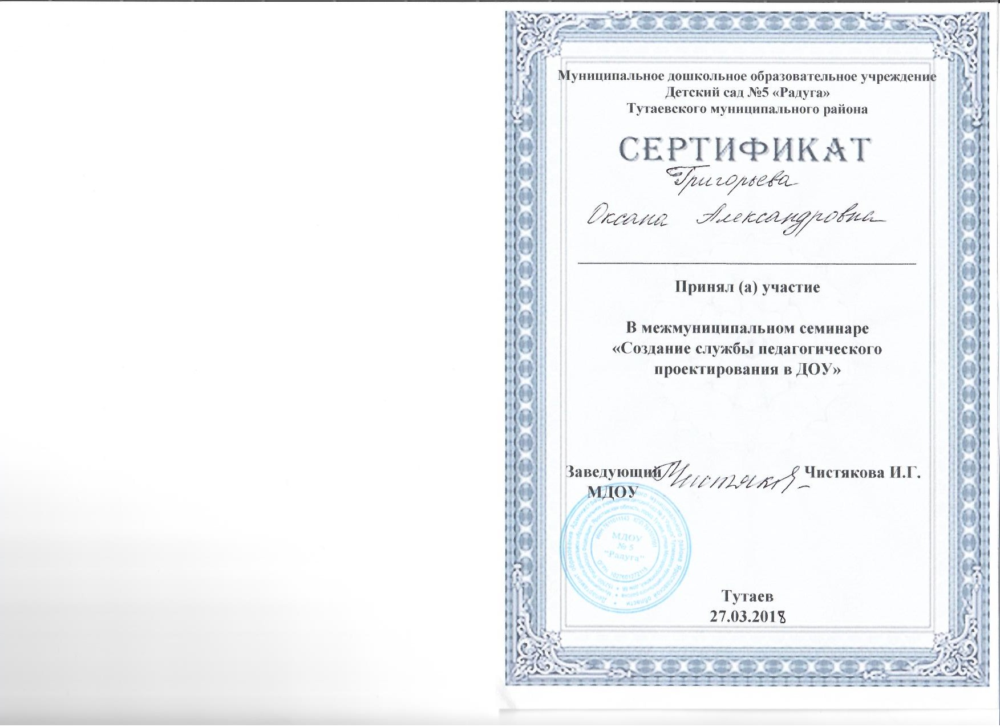 Муниципальное дошкольное образовательное учреждение
Детский сад №5 «Радуга»
Тутаевского муниципального района
СЕРТИФИКАТ
Григорьева
Оксана Александровна
Принял (а) участие
В межмуниципальном семинаре
«Создание службы педагогического
проектирования в ДОУ»
Заведующий Чистякова И.Г.
МДОУ
МДОУ
№ 5
"Радуга"
Тутаев
27.03.2018